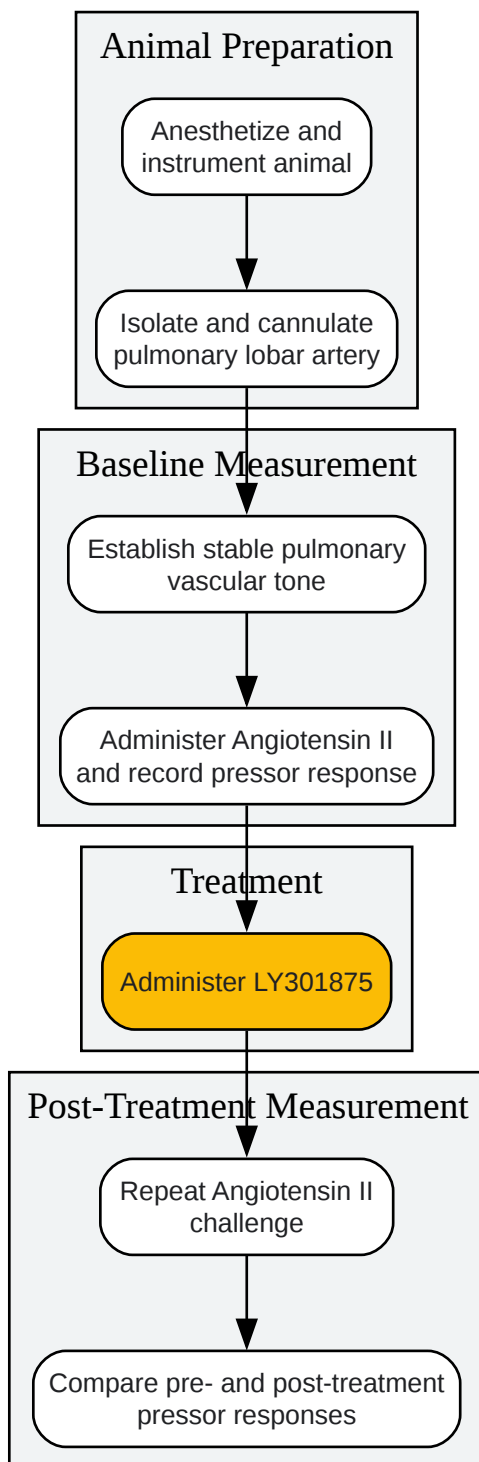 Animal Preparation
Anesthetize and
instrument animal
Isolate and cannulate
pulmonary lobar artery
Baseline Measurement
Establish stable pulmonary
vascular tone
Administer Angiotensin II
and record pressor response
Treatment
Administer LY301875
Post-Treatment Measurement
Repeat Angiotensin II
challenge
Compare pre- and post-treatment
pressor responses